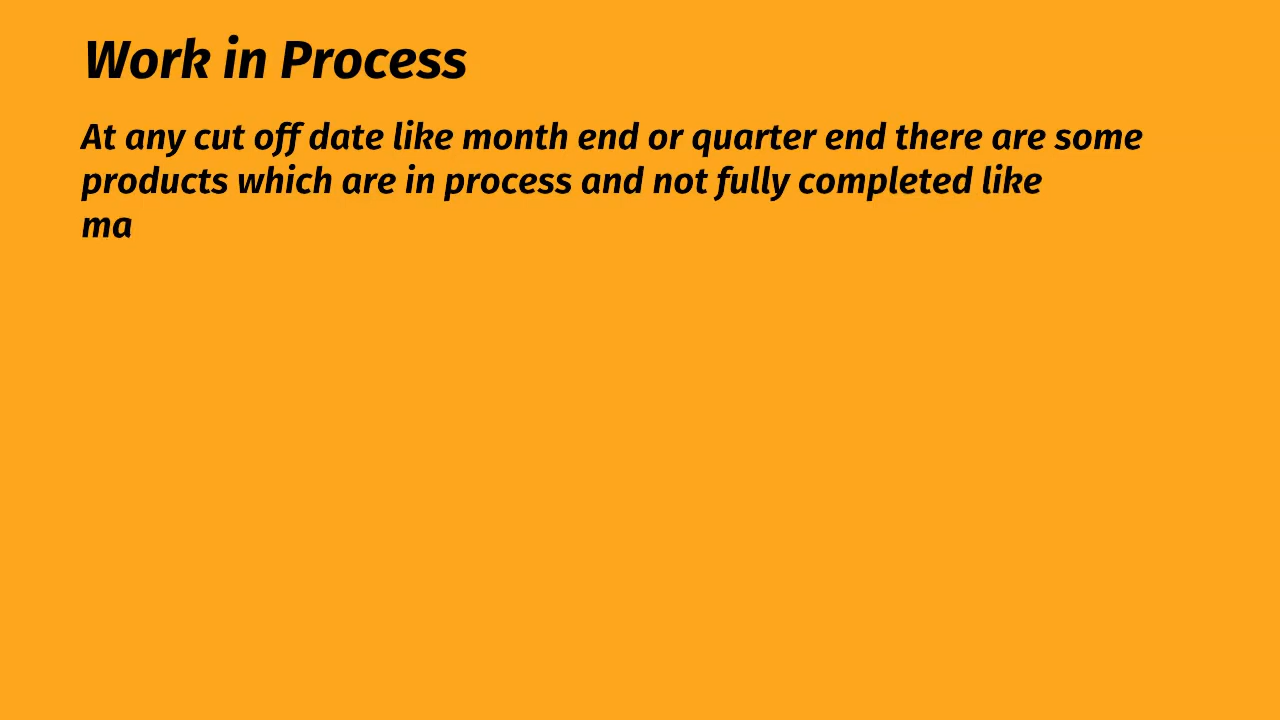 Work in Process
At any cut off date like month end or quarter end there are some
products which are in process and not fully completed like
ma